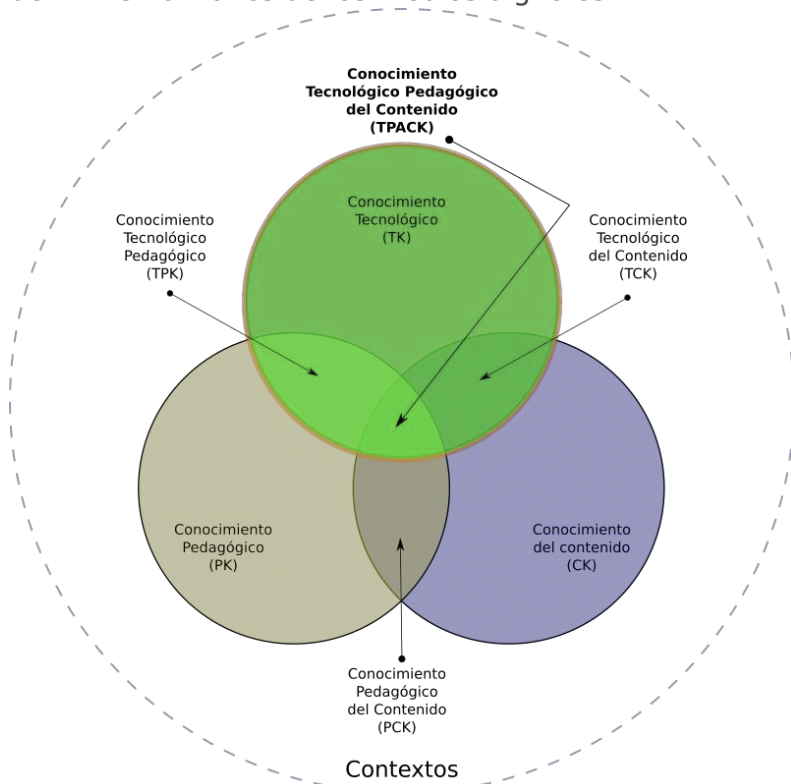 Conocimiento
Tecnológico Pedagógico
del Contenido
(TPACK)
Conocimiento
Tecnológico
(TK)
Conocimiento
Tecnológico
Pedagógico
(TPK)
Conocimiento
Tecnológico
del Contenido
(TCK)
Conocimiento
Pedagógico
(PK)
Conocimiento
del contenido
(CK)
Conocimiento
Pedagógico
del Contenido
(PCK)
Contextos